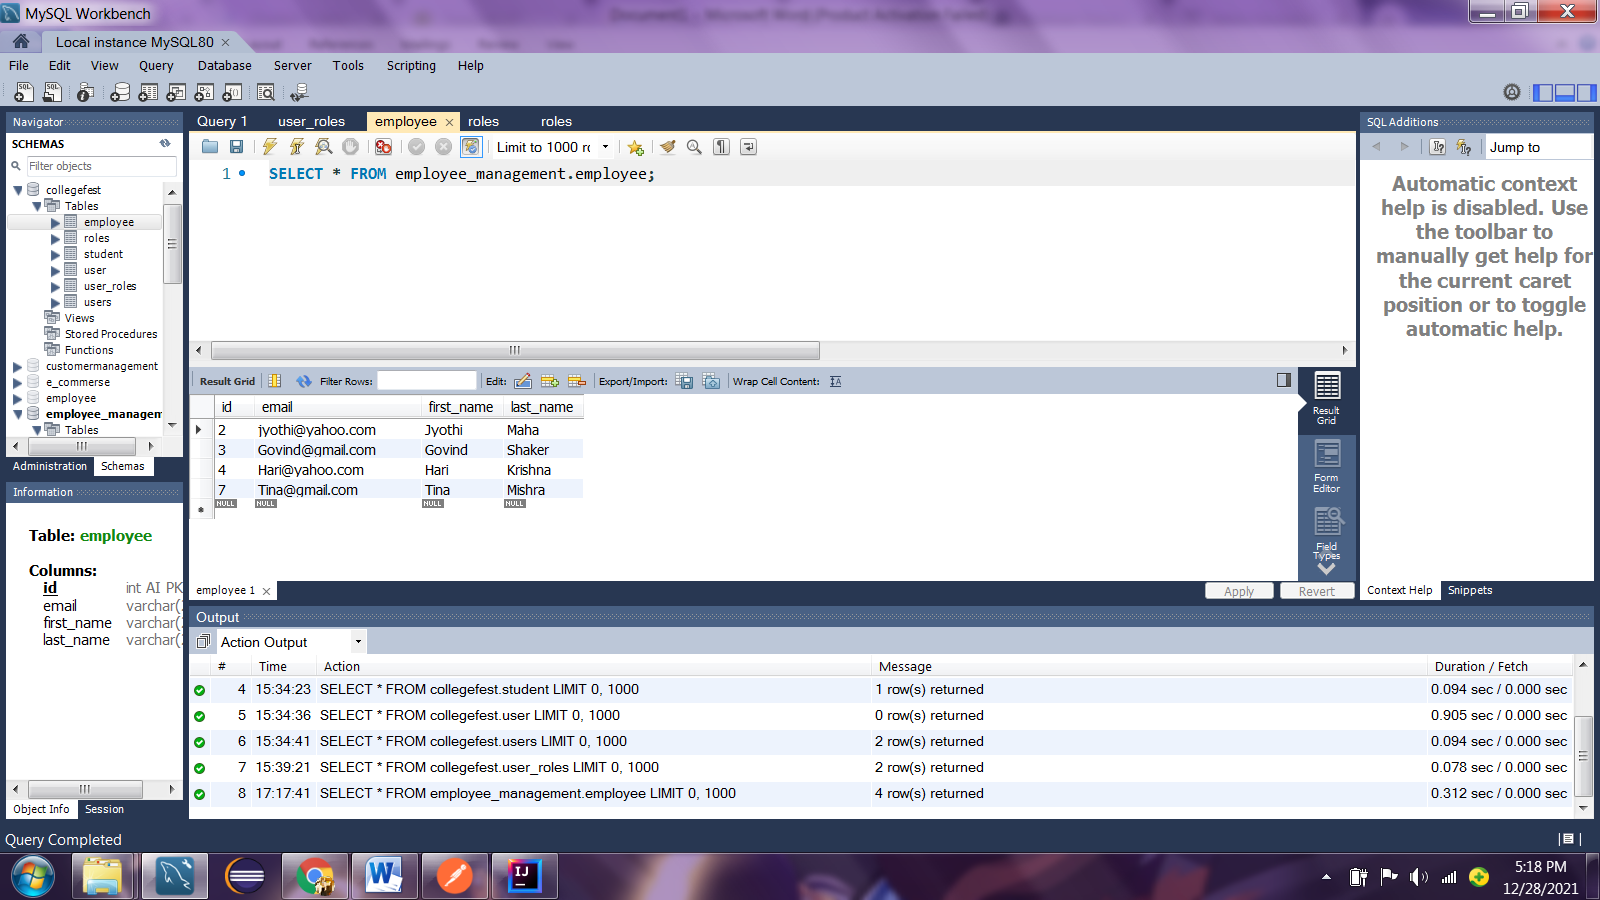 MySQL Workbench
Local instance MySQL80
File Edit View Query Database Server Tools Scripting Help
Navigator
SCHEMAS
Filter objects
collegefest
Tables
employee
roles
student
user
user_roles
users
Views
Stored Procedures
Functions
customermanagement
e_commerse
employee
employee_managem
Tables
Administration Schemas
Information
Table: employee
Columns:
id int AI PK
email varchar(
first_name varchar(
last_name varchar(
Object Info Session
Query 1 user_roles employee roles roles
Limit to 1000 rc
1 SELECT * FROM employee_management.employee;
Result Grid Filter Rows: Edit: Export/Import: Wrap Cell Content:
id email first_name last_name
2 jyothi@yahoo.com Jyothi Maha
3 Govind@gmail.com Govind Shaker
4 Hari@yahoo.com Hari Krishna
7 Tina@gmail.com Tina Mishra
NULL NULL NULL NULL
Result Grid
Form Editor
Field Types
employee 1
Apply Revert
SQL Additions
Jump to
Automatic context
help is disabled. Use
the toolbar to
manually get help for
the current caret
position or to toggle
automatic help.
Context Help Snippets
Output
Action Output
# Time Action Message Duration / Fetch
4 15:34:23 SELECT * FROM collegefest.student LIMIT 0, 1000 1 row(s) returned 0.094 sec / 0.000 sec
5 15:34:36 SELECT * FROM collegefest.user LIMIT 0, 1000 0 row(s) returned 0.905 sec / 0.000 sec
6 15:34:41 SELECT * FROM collegefest.users LIMIT 0, 1000 2 row(s) returned 0.094 sec / 0.000 sec
7 15:39:21 SELECT * FROM collegefest.user_roles LIMIT 0, 1000 2 row(s) returned 0.078 sec / 0.000 sec
8 17:17:41 SELECT * FROM employee_management.employee LIMIT 0, 1000 4 row(s) returned 0.312 sec / 0.000 sec
Query Completed
5:18 PM
12/28/2021